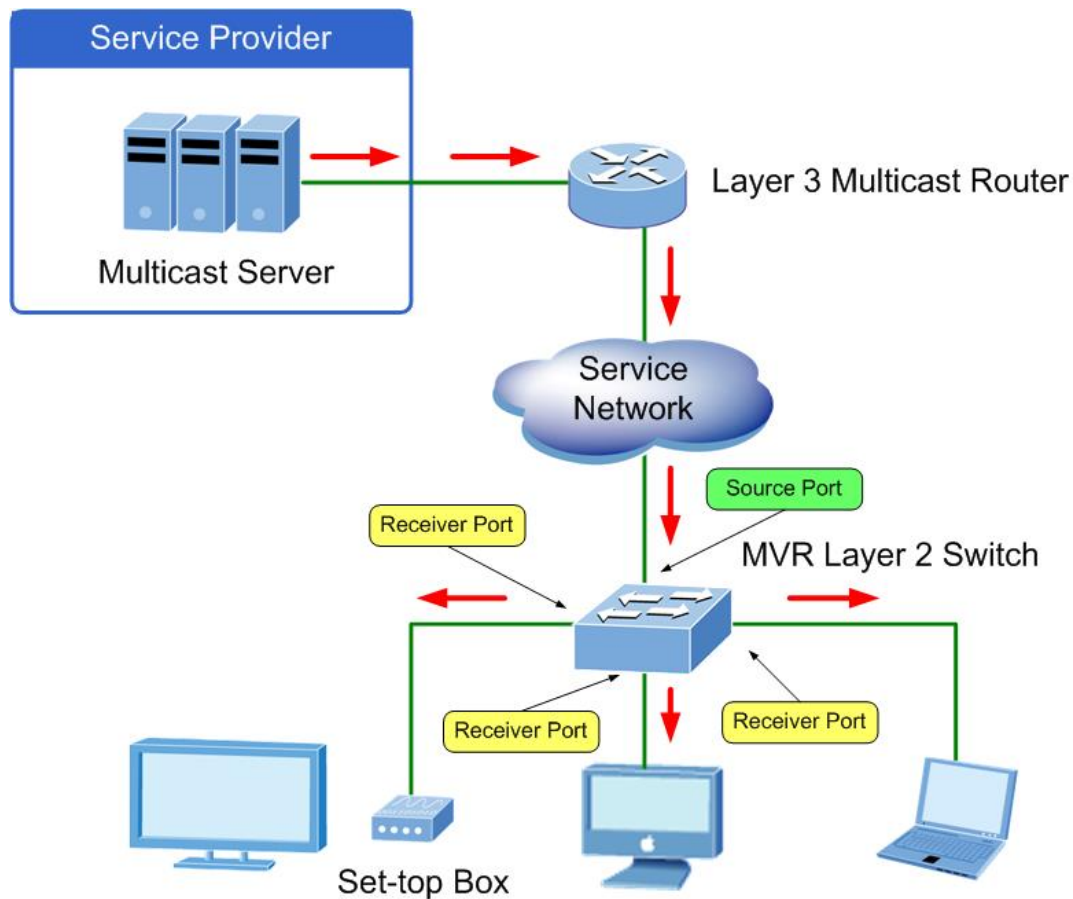 Service Provider
Multicast Server
Layer 3 Multicast Router
Service
Network
Source Port
Receiver Port
MVR Layer 2 Switch
Receiver Port
Receiver Port
Set-top Box